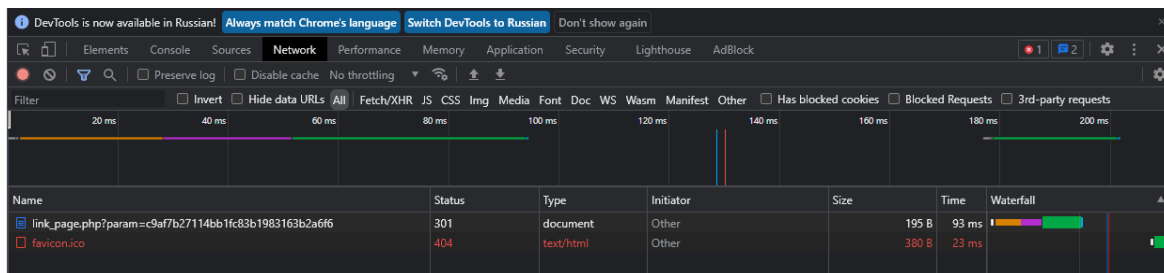 DevTools is now available in Russian! Always match Chrome's language Switch DevTools to Russian Don't show again
Elements Console Sources Network Performance Memory Application Security Lighthouse AdBlock 1 2
Preserve log Disable cache No throttling
Filter Invert Hide data URLs All Fetch/XHR JS CSS Img Media Font Doc WS Wasm Manifest Other Has blocked cookies Blocked Requests 3rd-party requests
20 ms 40 ms 60 ms 80 ms 100 ms 120 ms 140 ms 160 ms 180 ms 200 ms
Name Status Type Initiator Size Time Waterfall
link_page.php?param=c9af7b27114bb1fc83b1983163b2a6f6 301 document Other 195 B 93 ms
favicon.ico 404 text/html Other 380 B 23 ms